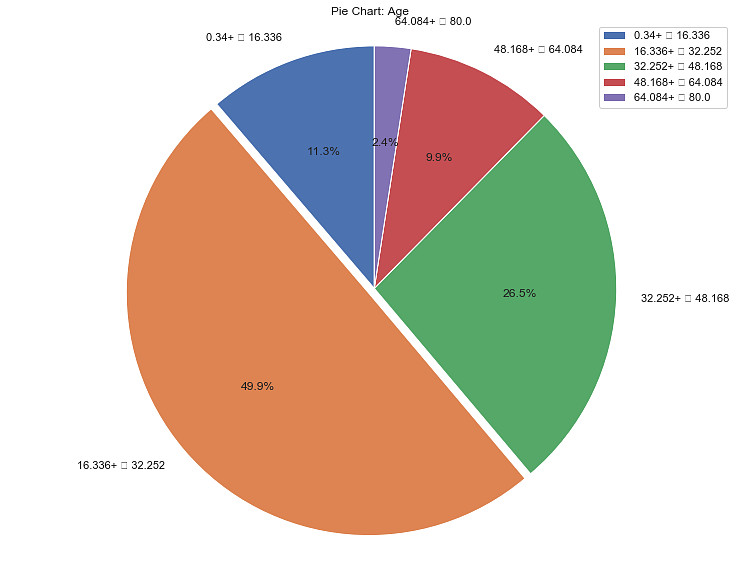 Pie Chart: Age
64.084+ 􀀀 80.0
0.34+ 􀀀 16.336
48.168+ 􀀀 64.084
0.34+ 􀀀 16.336
16.336+ 􀀀 32.252
32.252+ 􀀀 48.168
48.168+ 􀀀 64.084
64.084+ 􀀀 80.0
2.4%
11.3%
9.9%
26.5%
32.252+ 􀀀 48.168
49.9%
16.336+ 􀀀 32.252